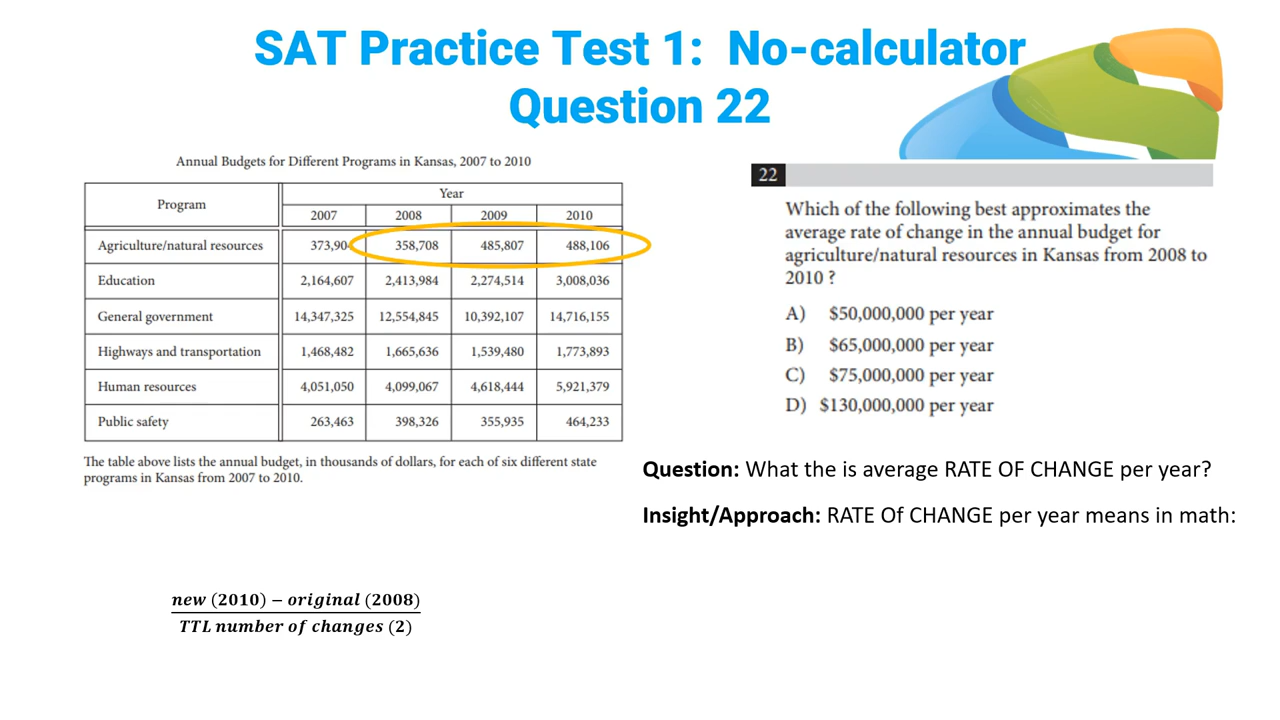 SAT Practice Test 1: No-calculator
Question 22
Annual Budgets for Different Programs in Kansas, 2007 to 2010
Program Year
2007 2008 2009 2010
Agriculture/natural resources 373,904 358,708 485,807 488,106
Education 2,164,607 2,413,984 2,274,514 3,008,036
General government 14,347,325 12,554,845 10,392,107 14,716,155
Highways and transportation 1,468,482 1,665,636 1,539,480 1,773,893
Human resources 4,051,050 4,099,067 4,618,444 5,921,379
Public safety 263,463 398,326 355,935 464,233
The table above lists the annual budget, in thousands of dollars, for each of six different state
programs in Kansas from 2007 to 2010.
22
Which of the following best approximates the
average rate of change in the annual budget for
agriculture/natural resources in Kansas from 2008 to
2010 ?
A) $50,000,000 per year
B) $65,000,000 per year
C) $75,000,000 per year
D) $130,000,000 per year
Question: What the is average RATE OF CHANGE per year?
Insight/Approach: RATE Of CHANGE per year means in math:
new (2010) − original (2008)
TTL number of changes (2)